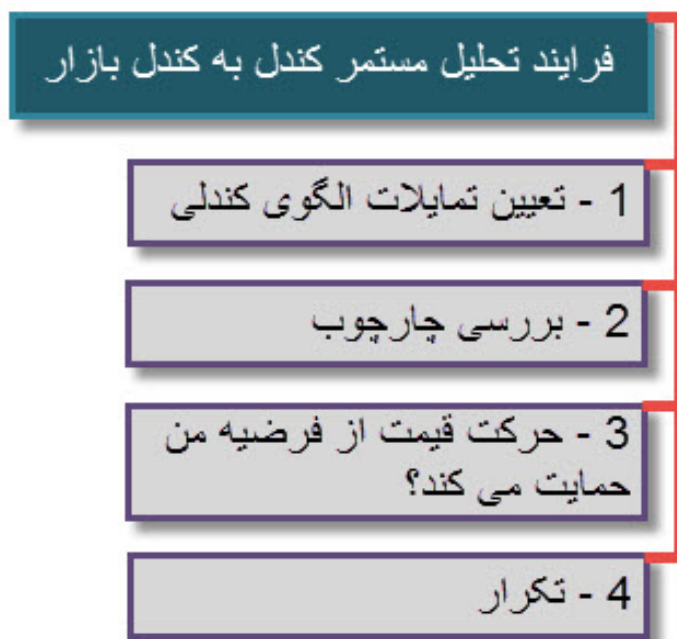 فرایند تحلیل مستمر کندل به کندل بازار
1 - تعیین تمایلات الگوی کندلی
2 - بررسی چارچوب
3 - حرکت قیمت از فرضیه من
حمایت می کند؟
4 - تکرار